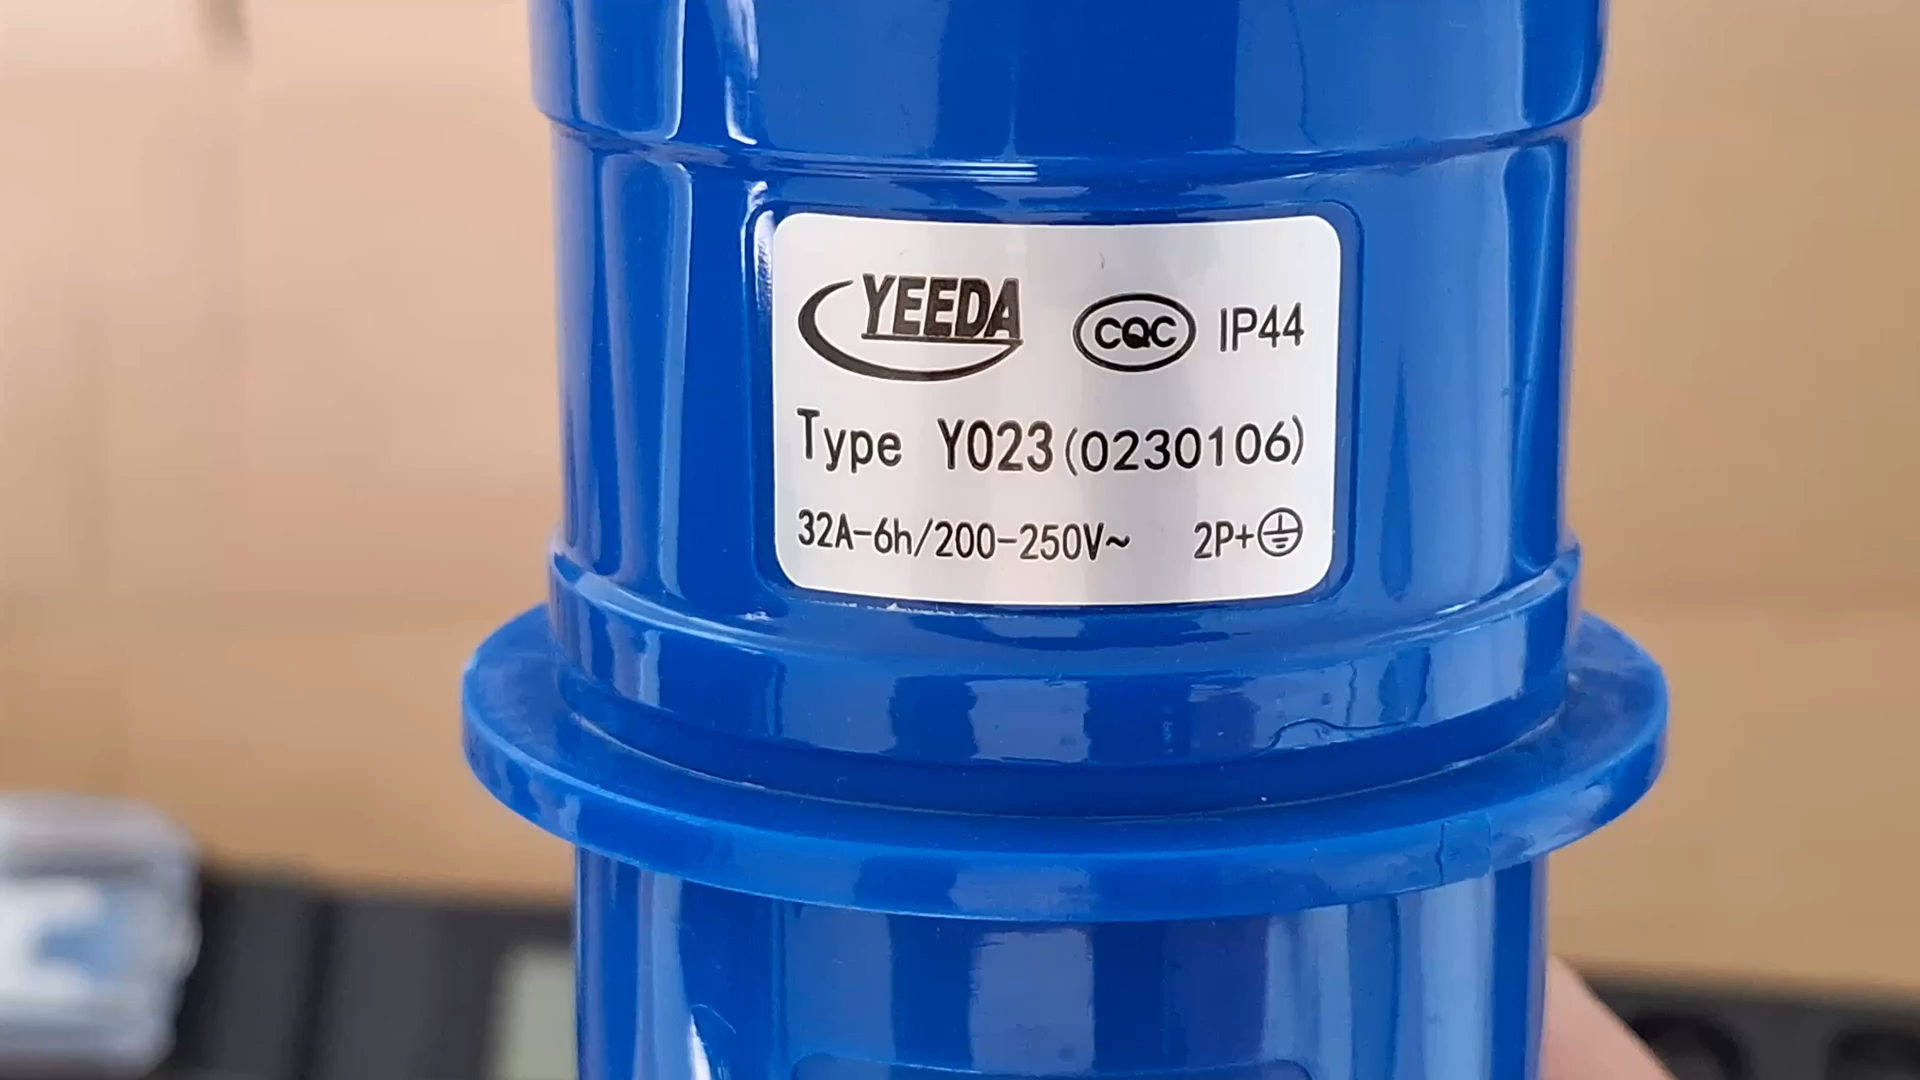 YEEDA CQC IP44
Type Y023(0230106)
32A-6h/200-250V~ 2P+⏚